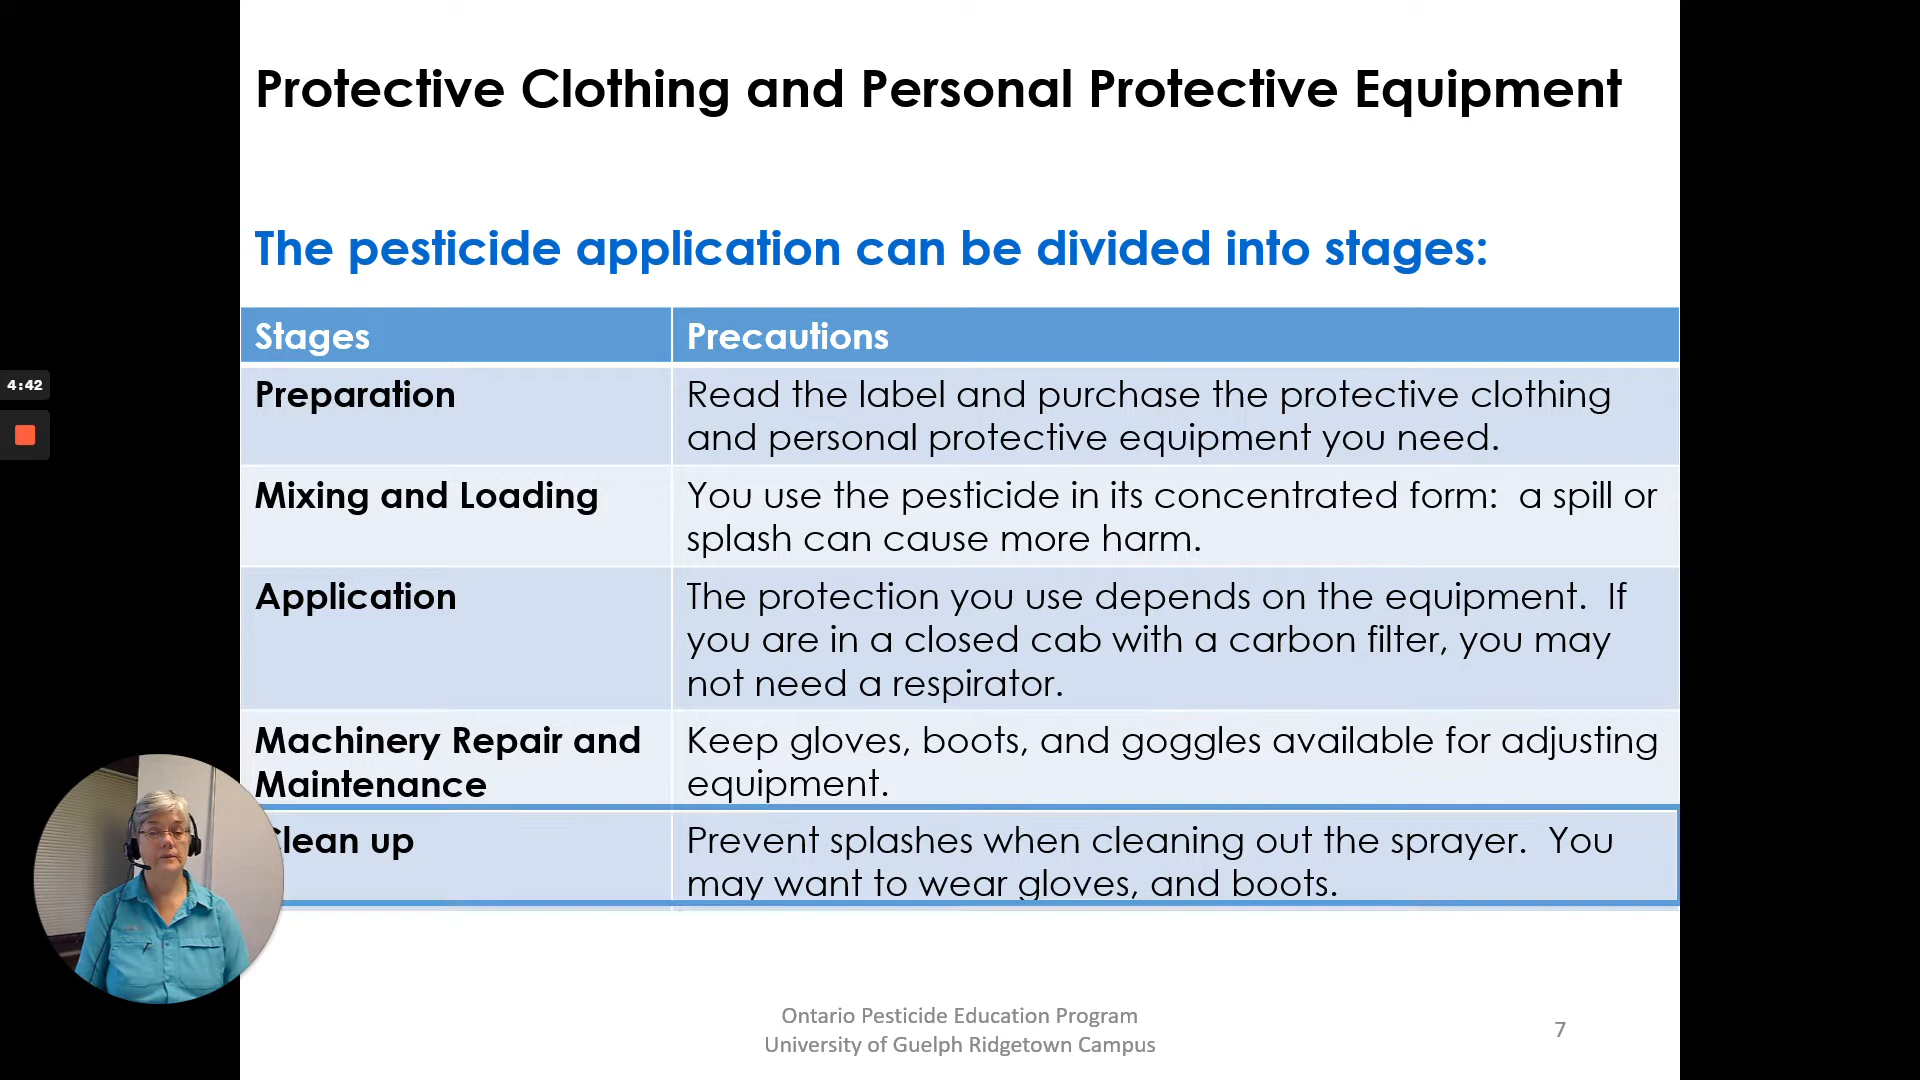 Protective Clothing and Personal Protective Equipment
The pesticide application can be divided into stages:
Stages
Precautions
Preparation
Read the label and purchase the protective clothing
and personal protective equipment you need.
Mixing and Loading
You use the pesticide in its concentrated form:  a spill or
splash can cause more harm.
Application
The protection you use depends on the equipment.  If
you are in a closed cab with a carbon filter, you may
not need a respirator.
Machinery Repair and
Maintenance
Keep gloves, boots, and goggles available for adjusting
equipment.
Clean up
Prevent splashes when cleaning out the sprayer.  You
may want to wear gloves, and boots.
4:42
Ontario Pesticide Education Program
University of Guelph Ridgetown Campus
7